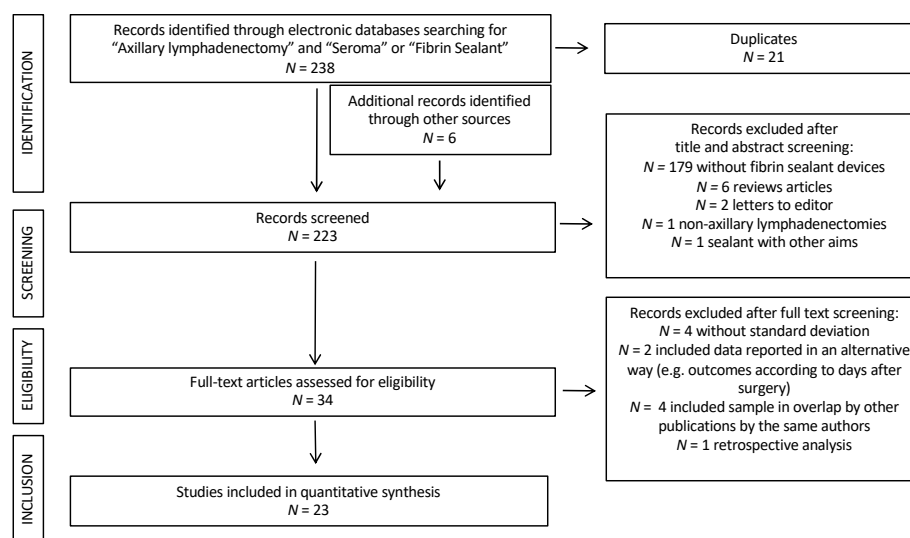 Records identified through electronic databases searching for
“Axillary lymphadenectomy” and “Seroma” or “Fibrin Sealant”
N = 238
Duplicates
N = 21
IDENTIFICATION
Additional records identified
through other sources
N = 6
Records excluded after
title and abstract screening:
N = 179 without fibrin sealant devices
N = 6 reviews articles
N = 2 letters to editor
N = 1 non-axillary lymphadenectomies
N = 1 sealant with other aims
SCREENING
Records screened
N = 223
ELIGIBILITY
Full-text articles assessed for eligibility
N = 34
Records excluded after full text screening:
N = 4 without standard deviation
N = 2 included data reported in an alternative
way (e.g. outcomes according to days after
surgery)
N = 4 included sample in overlap by other
publications by the same authors
N = 1 retrospective analysis
INCLUSION
Studies included in quantitative synthesis
N = 23